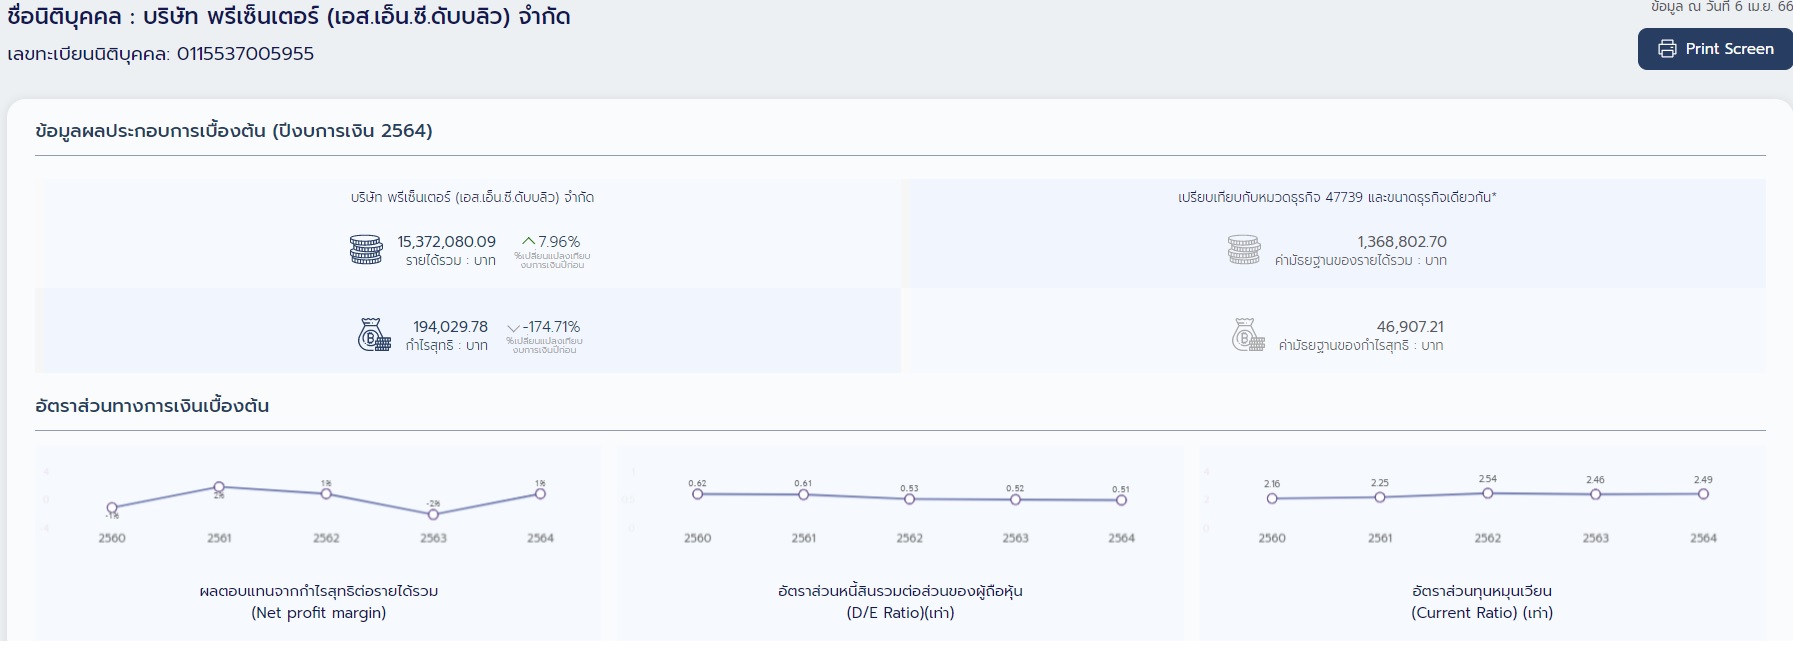 ชื่อนิติบุคคล : บริษัท พรีเซ็นเตอร์ (เอส.เอ็น.ซี.ดับบลิว) จำกัด
ข้อมูล ณ วันที่ 6 เม.ย. 66
เลขทะเบียนนิติบุคคล: 0115537005955
Print Screen
ข้อมูลผลประกอบการเบื้องต้น (ปีงบการเงิน 2564)
บริษัท พรีเซ็นเตอร์ (เอส.เอ็น.ซี.ดับบลิว) จำกัด
15,372,080.09
รายได้รวม : บาท
7.96%
%เปลี่ยนแปลงเทียบ
งบการเงินปีก่อน
194,029.78
กำไรสุทธิ : บาท
-174.71%
%เปลี่ยนแปลงเทียบ
งบการเงินปีก่อน
เปรียบเทียบกับหมวดธุรกิจ 47739 และขนาดธุรกิจเดียวกัน*
1,368,802.70
ค่ามัธยฐานของรายได้รวม : บาท
46,907.21
ค่ามัธยฐานของกำไรสุทธิ : บาท
อัตราส่วนทางการเงินเบื้องต้น
4
0
-4
-1% 2% 1% -2% 1%
2560 2561 2562 2563 2564
ผลตอบแทนจากกำไรสุทธิต่อรายได้รวม
(Net profit margin)
1
0.5
0
0.62 0.61 0.53 0.52 0.51
2560 2561 2562 2563 2564
อัตราส่วนหนี้สินรวมต่อส่วนของผู้ถือหุ้น
(D/E Ratio)(เท่า)
4
2
0
2.16 2.25 2.54 2.46 2.49
2560 2561 2562 2563 2564
อัตราส่วนทุนหมุนเวียน
(Current Ratio) (เท่า)